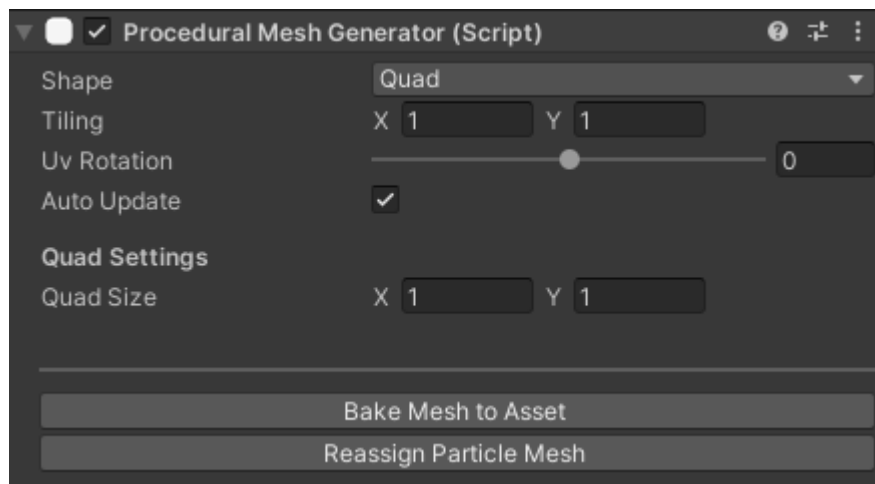 Procedural Mesh Generator (Script)
Shape Quad
Tiling X 1 Y 1
Uv Rotation 0
Auto Update
Quad Settings
Quad Size X 1 Y 1
Bake Mesh to Asset
Reassign Particle Mesh